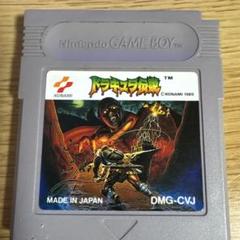 Nintendo GAME BOY
KONAMI
ドラキュラ伝説 TM
©KONAMI 1989
MADE IN JAPAN
DMG-CVJ